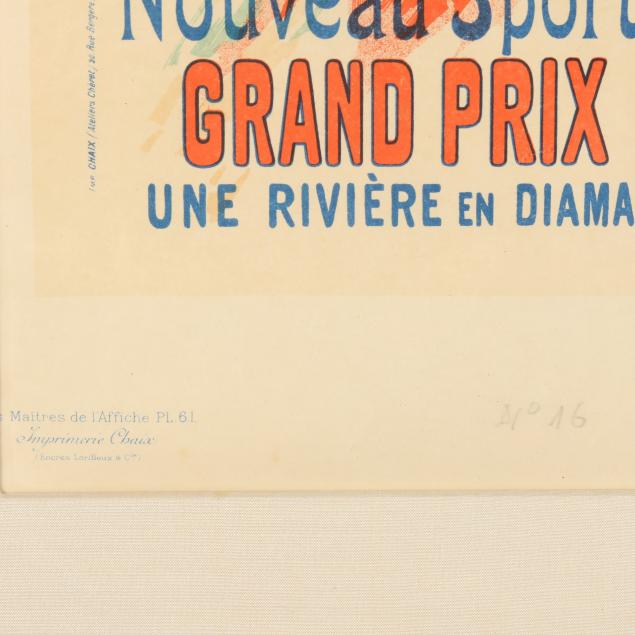 Nouveau Sport
GRAND PRIX
UNE RIVIÈRE EN DIAMA
Imp. CHAIX (Ateliers Chéret) 20 Rue Bergère
Maîtres de l'Affiche PL.61.
Imprimerie Chaix
(Encres Lorilleux & Cie)
No 16